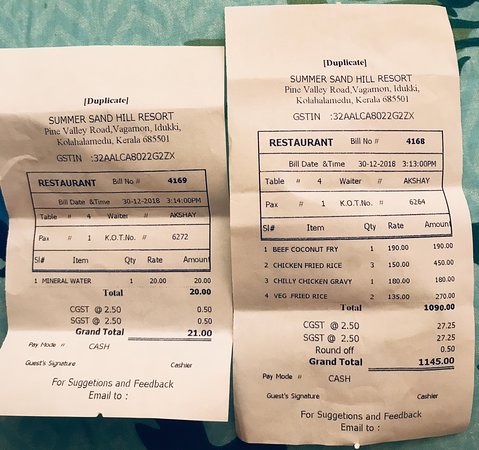 [Duplicate]
SUMMER SAND HILL RESORT
Pine Valley Road,Vagamon, Idukki,
Kolahalamedu, Kerala 685501
GSTIN :32AALCA8022G2ZX
RESTAURANT Bill No # 4169
Bill Date &Time 30-12-2018 3:14:00PM
Table # 4 Waiter # AKSHAY
Pax # 1 K.O.T.No. # 6272
Sl# Item Qty Rate Amount
1 MINERAL WATER 1 20.00 20.00
Total 20.00
CGST @ 2.50 0.50
SGST @ 2.50 0.50
Grand Total 21.00
Pay Mode # CASH
Guest's Signature Cashier
For Suggetions and Feedback
Email to :
[Duplicate]
SUMMER SAND HILL RESORT
Pine Valley Road,Vagamon, Idukki,
Kolahalamedu, Kerala 685501
GSTIN :32AALCA8022G2ZX
RESTAURANT Bill No # 4168
Bill Date &Time 30-12-2018 3:13:00PM
Table # 4 Waiter # AKSHAY
Pax # 1 K.O.T.No. # 6264
Sl# Item Qty Rate Amount
1 BEEF COCONUT FRY 1 190.00 190.00
2 CHICKEN FRIED RICE 3 150.00 450.00
3 CHILLY CHICKEN GRAVY 1 180.00 180.00
4 VEG .FRIED RICE 2 135.00 270.00
Total 1090.00
CGST @ 2.50 27.25
SGST @ 2.50 27.25
Round off 0.50
Grand Total 1145.00
Pay Mode # CASH
Guest's Signature Cashier
For Suggetions and Feedback
Email to :